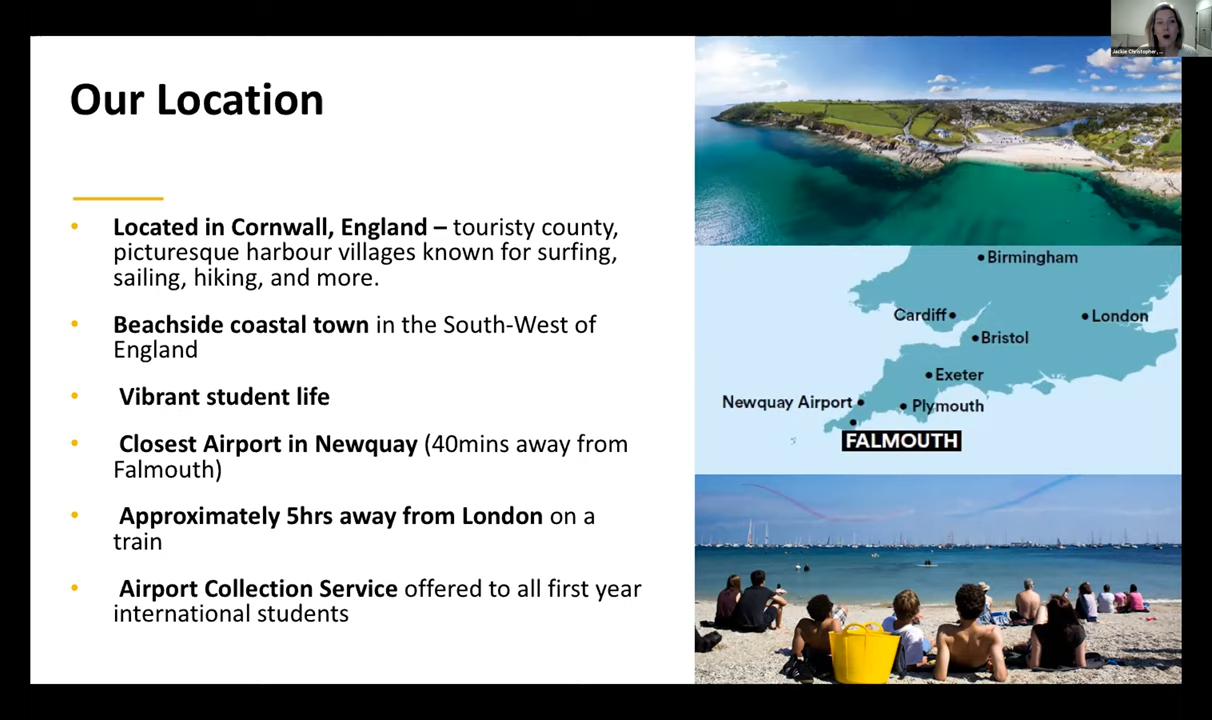 Jackie Christopher, ...
Our Location
• Located in Cornwall, England – touristy county,
picturesque harbour villages known for surfing,
sailing, hiking, and more.
• Beachside coastal town in the South-West of
England
• Vibrant student life
• Closest Airport in Newquay (40mins away from
Falmouth)
• Approximately 5hrs away from London on a
train
• Airport Collection Service offered to all first year
international students
Birmingham
Cardiff
London
Bristol
Exeter
Newquay Airport
Plymouth
FALMOUTH